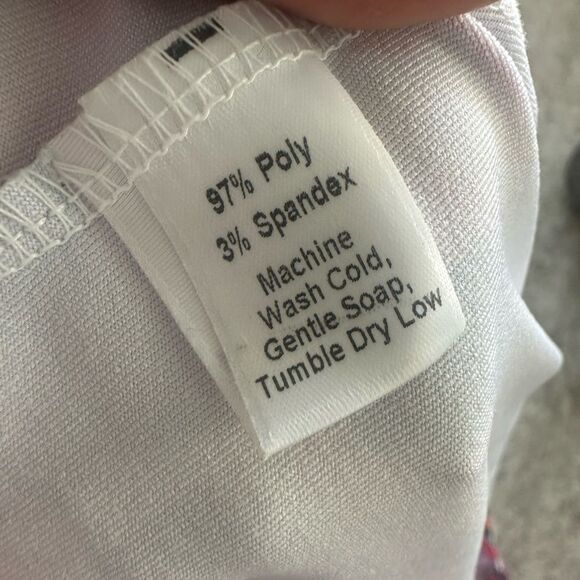 97% Poly
3% Spandex
Machine
Wash Cold,
Gentle Soap,
Tumble Dry Low